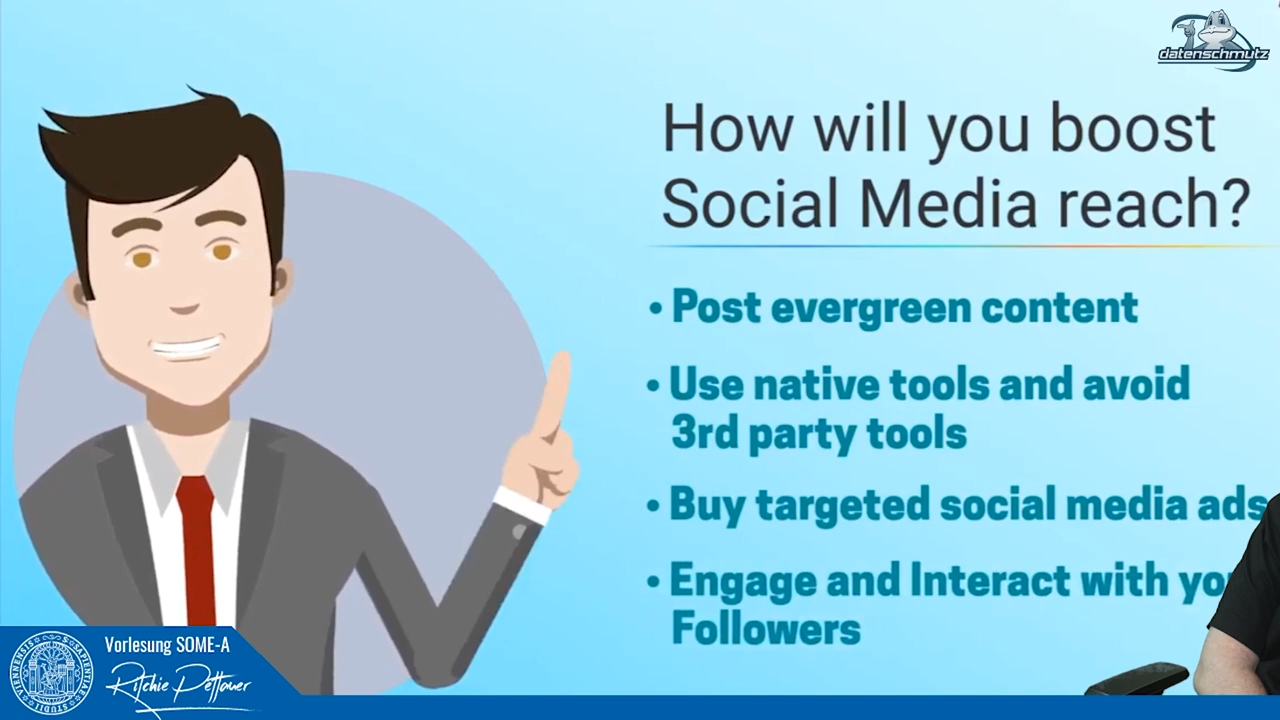 datenschmutz
How will you boost
Social Media reach?
• Post evergreen content
• Use native tools and avoid
3rd party tools
• Buy targeted social media ads
• Engage and Interact with yo
Followers
Vorlesung SOME-A
Ritchie Pettauer